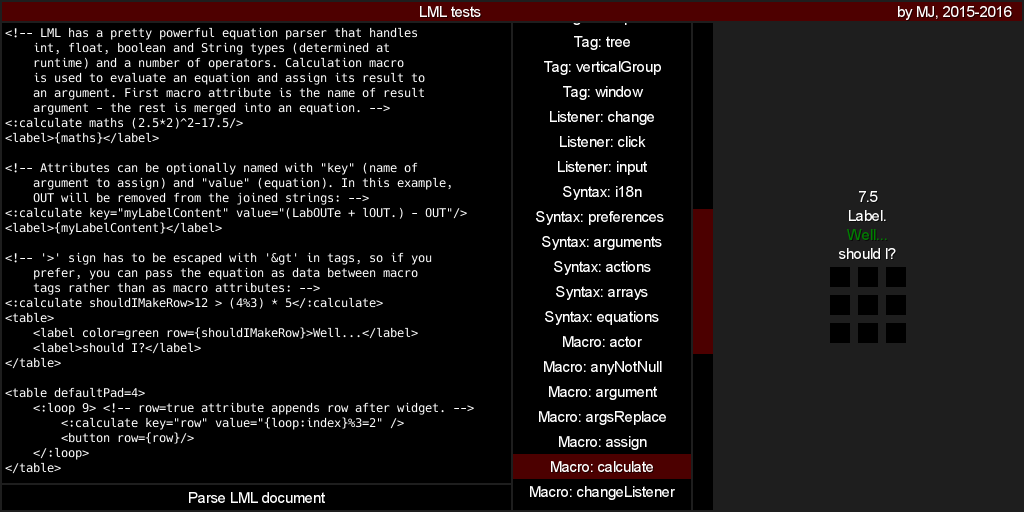 LML tests
by MJ, 2015-2016
<!-- LML has a pretty powerful equation parser that handles
int, float, boolean and String types (determined at
runtime) and a number of operators. Calculation macro
is used to evaluate an equation and assign its result to
an argument. First macro attribute is the name of result
argument - the rest is merged into an equation. -->
<:calculate maths (2.5*2)^2-17.5/>
<label>{maths}</label>
<!-- Attributes can be optionally named with "key" (name of
argument to assign) and "value" (equation). In this example,
OUT will be removed from the joined strings: -->
<:calculate key="myLabelContent" value="(LabOUTe + lOUT.) - OUT"/>
<label>{myLabelContent}</label>
<!-- '>' sign has to be escaped with '&gt' in tags, so if you
prefer, you can pass the equation as data between macro
tags rather than as macro attributes: -->
<:calculate shouldIMakeRow>12 > (4%3) * 5</:calculate>
<table>
<label color=green row={shouldIMakeRow}>Well...</label>
<label>should I?</label>
</table>
<table defaultPad=4>
<:loop 9> <!-- row=true attribute appends row after widget. -->
<:calculate key="row" value="{loop:index}%3=2" />
<button row={row}/>
</:loop>
</table>
Parse LML document
Tag: tree
Tag: verticalGroup
Tag: window
Listener: change
Listener: click
Listener: input
Syntax: i18n
Syntax: preferences
Syntax: arguments
Syntax: actions
Syntax: arrays
Syntax: equations
Macro: actor
Macro: anyNotNull
Macro: argument
Macro: argsReplace
Macro: assign
Macro: calculate
Macro: changeListener
7.5
Label.
Well...
should I?